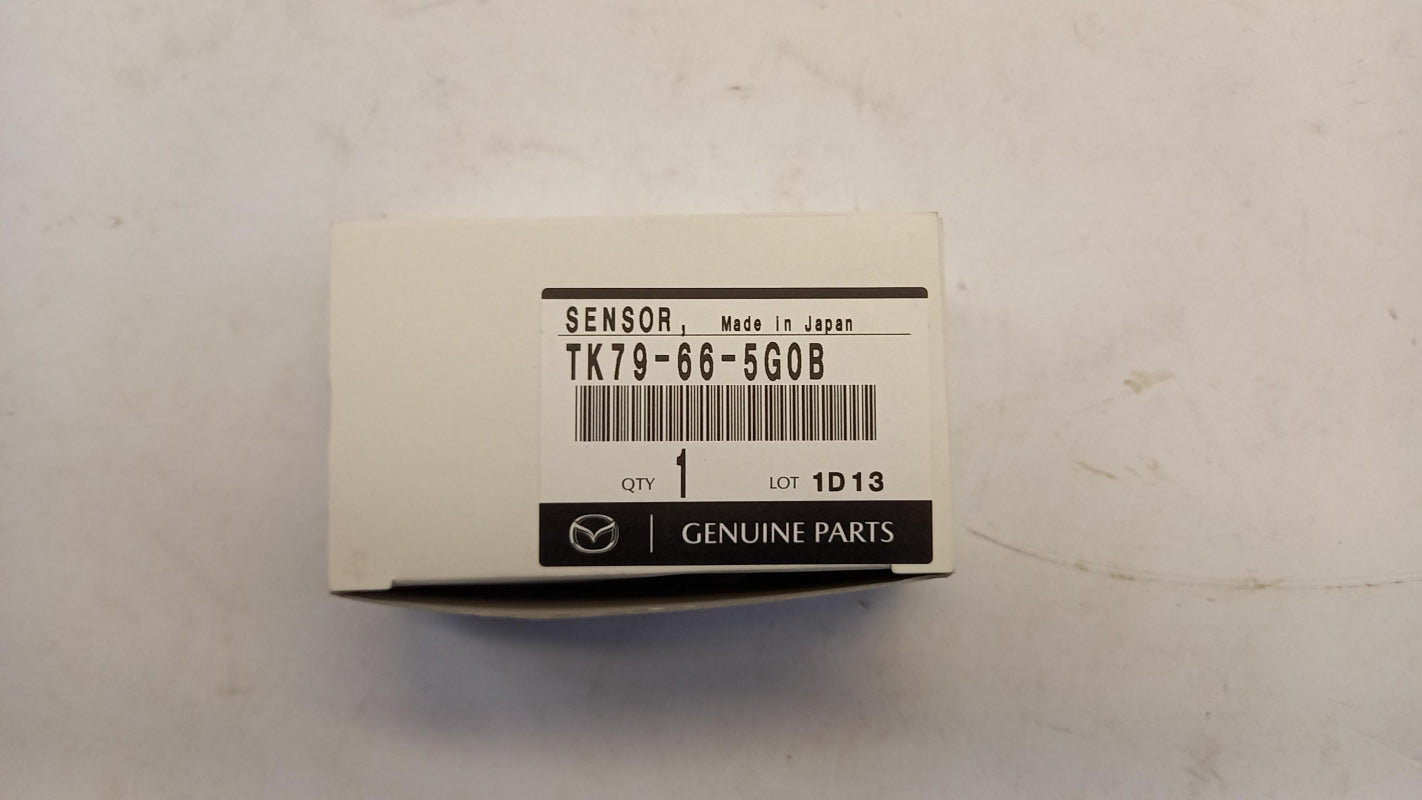 SENSOR, Made in Japan
TK79-66-5G0B
QTY 1 LOT 1D13
GENUINE PARTS